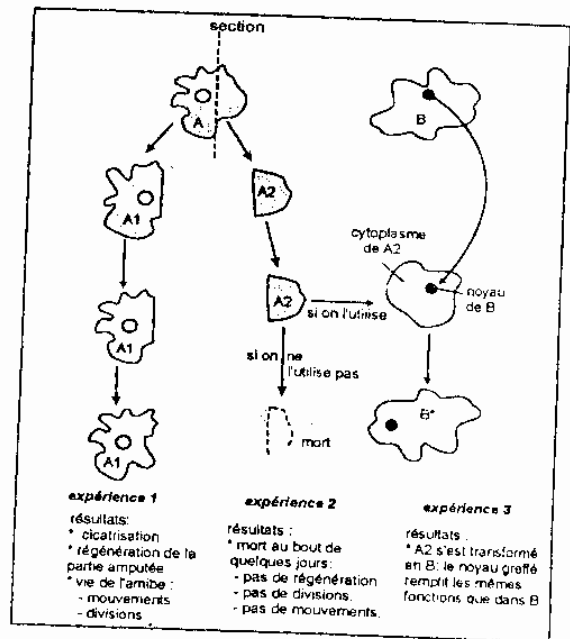 section
A
B
A1
A2
cytoplasme
de A2
A1
A2
si on l'utilise
noyau
de B
si on ne
l'utilise pas
A1
mort
B*
expérience 1
résultats:
* cicatrisation
* régénération de la
partie amputée
* vie de l'amibe :
- mouvements
- divisions
expérience 2
résultats :
* mort au bout de
quelques jours:
- pas de régénération
- pas de divisions.
- pas de mouvements.
expérience 3
résultats :
* A2 s'est transformé
en B: le noyau greffé
remplit les mêmes
fonctions que dans B